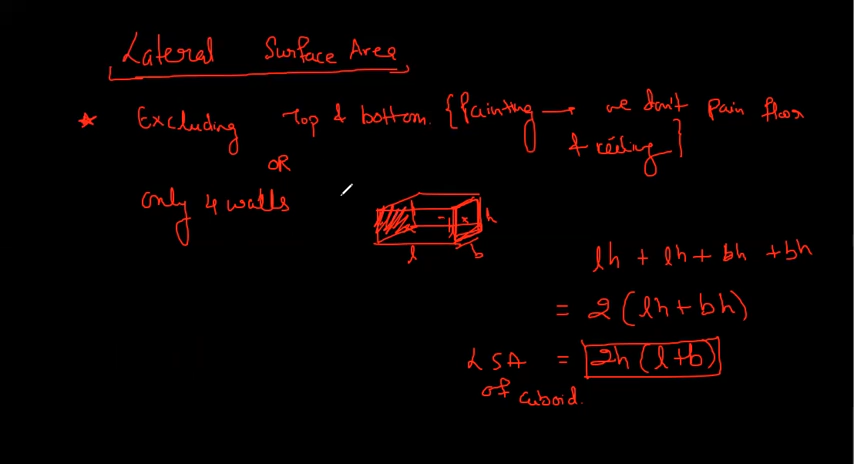 Lateral Surface Area
* Excluding Top & bottom. {Painting → we don't pain floor
& ceiling}
OR
only 4 walls
h
l
b
lh + lh + bh + bh
= 2 (lh + bh)
LSA = 2h (l+b)
of cuboid.